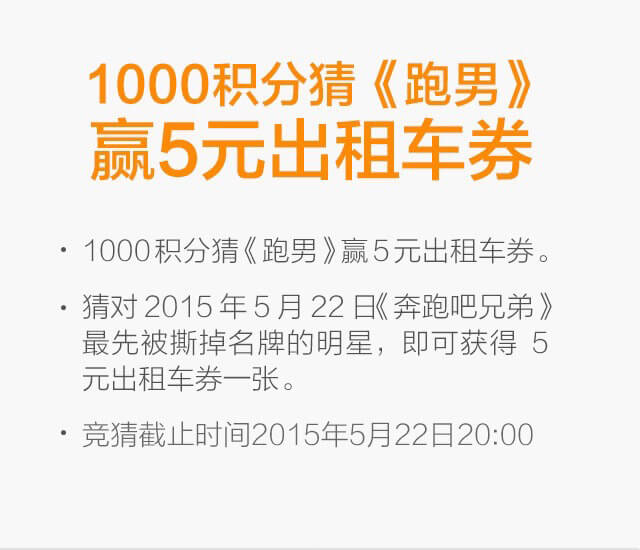 1000积分猜《跑男》
赢5元出租车券
· 1000积分猜《跑男》赢5元出租车券。
· 猜对 2015 年 5 月 22 日《奔跑吧兄弟》
最先被撕掉名牌的明星，即可获得 5
元出租车券一张。
· 竞猜截止时间2015年5月22日20:00